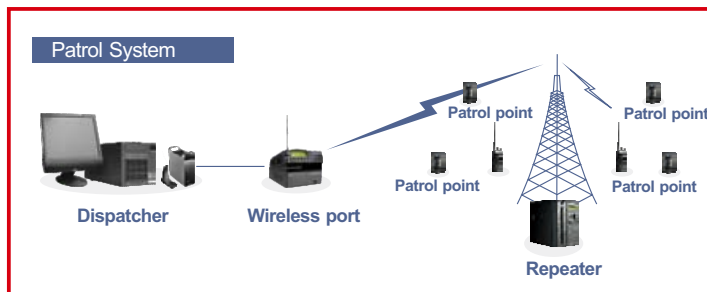 Patrol System
Patrol point
Patrol point
Patrol point
Patrol point
Dispatcher
Wireless port
Repeater